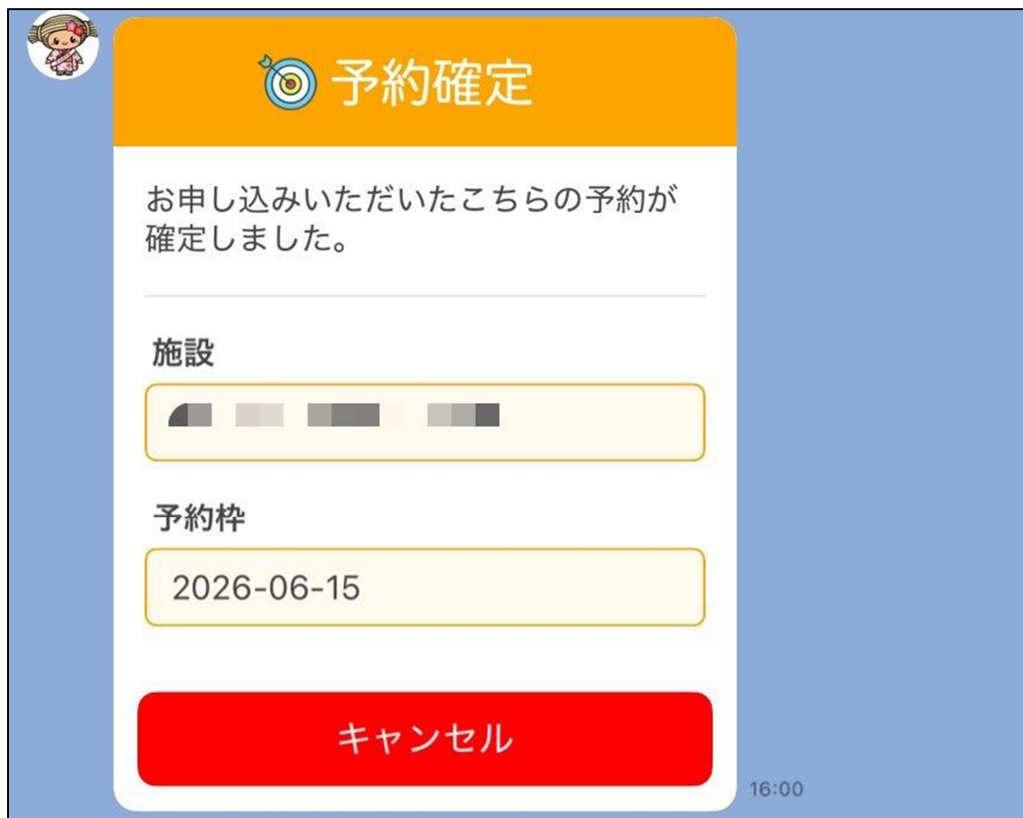 予約確定
お申し込みいただいたこちらの予約が
確定しました。
施設
予約枠
2026-06-15
キャンセル
16:00